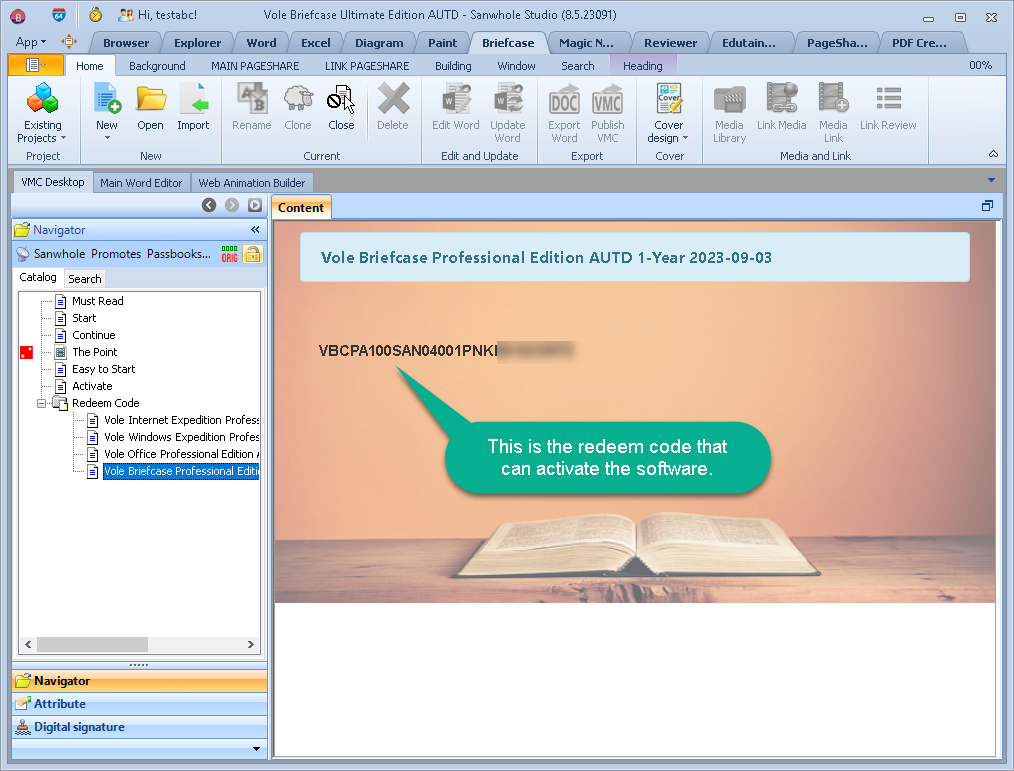 Hi, testabc!
Vole Briefcase Ultimate Edition AUTD - Sanwhole Studio (8.5.23091)
App
Browser
Explorer
Word
Excel
Diagram
Paint
Briefcase
Magic N...
Reviewer
Edutain...
PageSha...
PDF Cre...
Home
Background
MAIN PAGESHARE
LINK PAGESHARE
Building
Window
Search
Heading
00%
Existing Projects
New
Open
Import
Rename
Clone
Close
Delete
Edit Word
Update Word
Export Word
Publish VMC
Cover design
Media Library
Link Media
Media Link
Link Review
Project
New
Current
Edit and Update
Export
Cover
Media and Link
VMC Desktop
Main Word Editor
Web Animation Builder
Content
Navigator
Sanwhole Promotes Passbooks...
Catalog
Search
Must Read
Start
Continue
The Point
Easy to Start
Activate
Redeem Code
Vole Internet Expedition Profess
Vole Windows Expedition Profes
Vole Office Professional Edition
Vole Briefcase Professional Editi
Navigator
Attribute
Digital signature
Vole Briefcase Professional Edition AUTD 1-Year 2023-09-03
VBCPA100SAN04001PNK
This is the redeem code that
can activate the software.